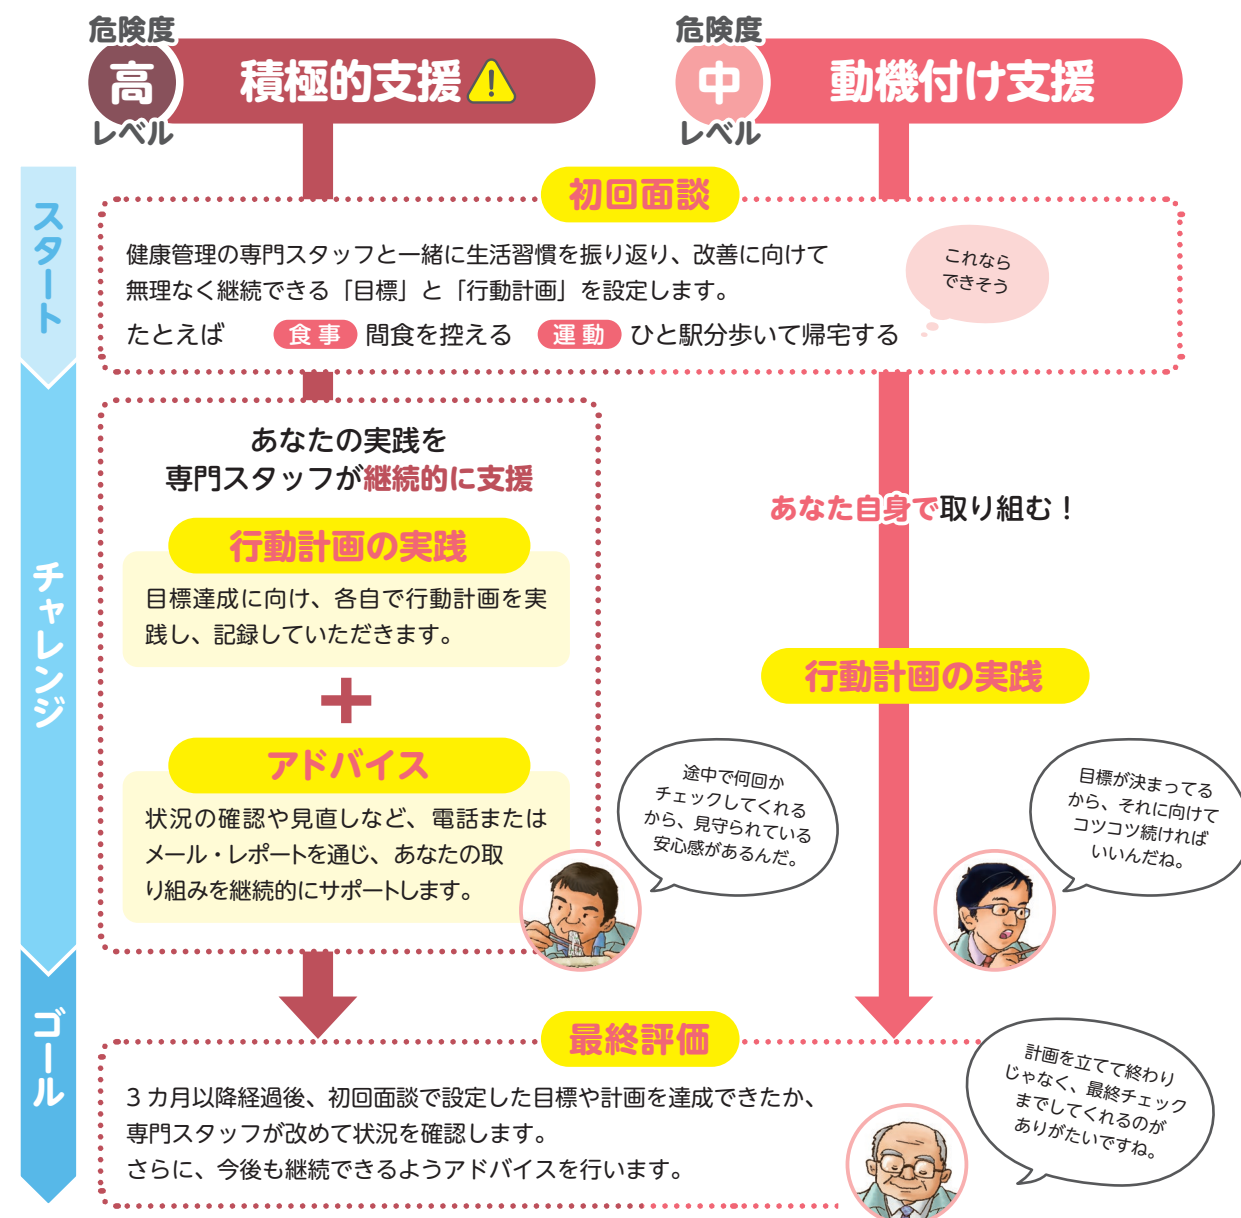 危険度
高
レベル
積極的支援
危険度
中
レベル
動機付け支援
スタート
初回面談
健康管理の専門スタッフと一緒に生活習慣を振り返り、改善に向けて
無理なく継続できる「目標」と「行動計画」を設定します。
たとえば 食事 間食を控える 運動 ひと駅分歩いて帰宅する
これなら
できそう
チャレンジ
あなたの実践を
専門スタッフが継続的に支援
行動計画の実践
目標達成に向け、各自で行動計画を実
践し、記録していただきます。
+
アドバイス
状況の確認や見直しなど、電話または
メール・レポートを通じ、あなたの取
り組みを継続的にサポートします。
途中で何回か
チェックしてくれる
から、見守られている
安心感があるんだ。
あなた自身で取り組む！
行動計画の実践
目標が決まってる
から、それに向けて
コツコツ続ければ
いいんだね。
ゴール
最終評価
3カ月以降経過後、初回面談で設定した目標や計画を達成できたか、
専門スタッフが改めて状況を確認します。
さらに、今後も継続できるようアドバイスを行います。
計画を立てて終わり
じゃなく、最終チェック
までしてくれるのが
ありがたいですね。